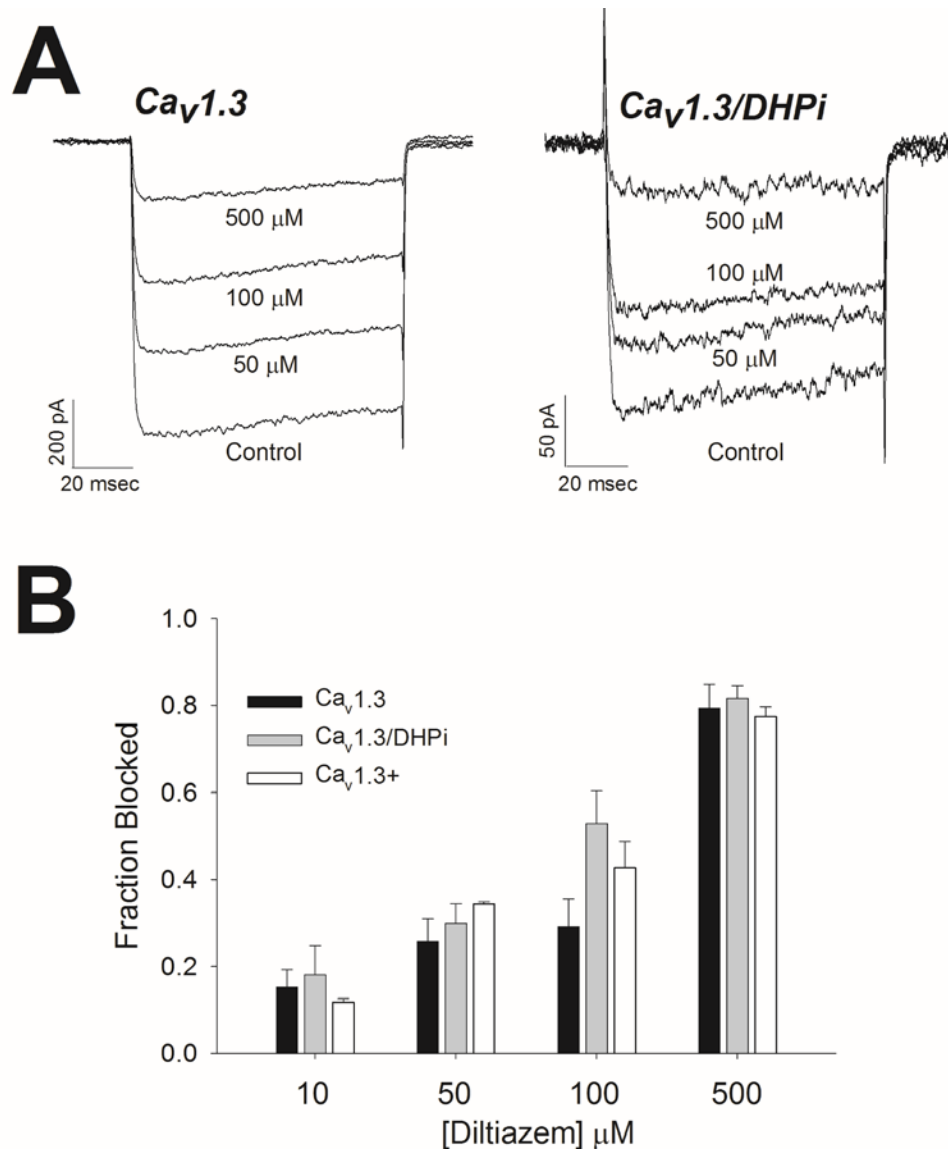 A
Cav1.3
500 μM
100 μM
50 μM
Control
200 pA
20 msec
Cav1.3/DHPi
500 μM
100 μM
50 μM
Control
50 pA
20 msec
B
Fraction Blocked
1.0
0.8
0.6
0.4
0.2
0.0
Cav1.3
Cav1.3/DHPi
Cav1.3+
10 50 100 500
[Diltiazem] μM